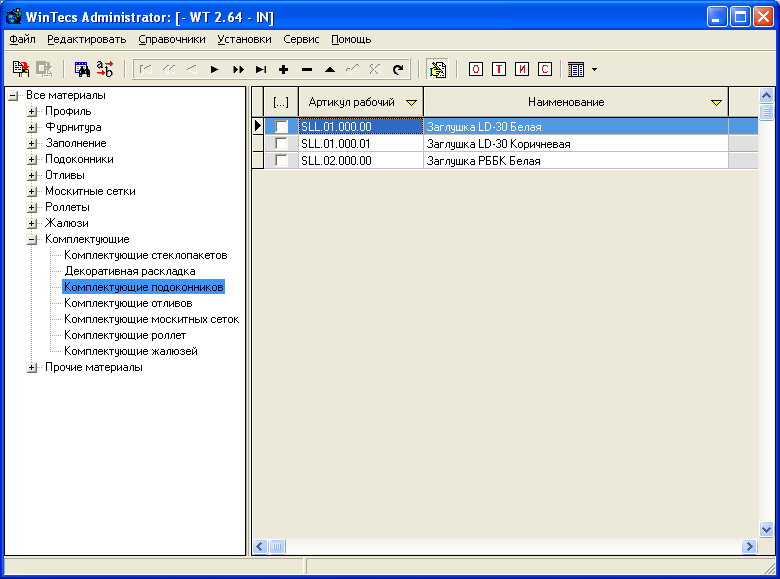 WinTecs Administrator: [- WT 2.64 - IN]
Файл Редактировать Справочники Установки Сервис Помощь
О Т И С
Все материалы
Профиль
Фурнитура
Заполнение
Подоконники
Отливы
Москитные сетки
Роллеты
Жалюзи
Комплектующие
Комплектующие стеклопакетов
Декоративная раскладка
Комплектующие подоконников
Комплектующие отливов
Комплектующие москитных сеток
Комплектующие роллет
Комплектующие жалюзей
Прочие материалы
[...] Артикул рабочий Наименование
SLL.01.000.00 Заглушка LD-30 Белая
SLL.01.000.01 Заглушка LD-30 Коричневая
SLL.02.000.00 Заглушка РББК Белая